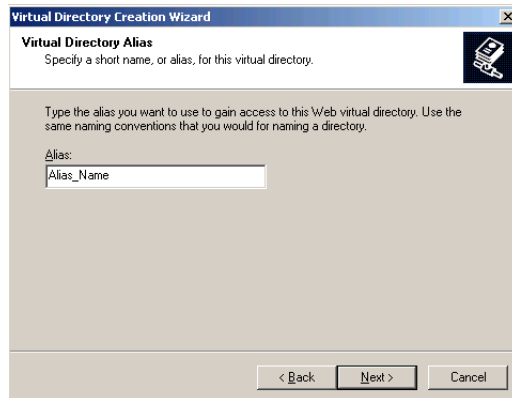 Virtual Directory Creation Wizard
Virtual Directory Alias
Specify a short name, or alias, for this virtual directory.
Type the alias you want to use to gain access to this Web virtual directory. Use the
same naming conventions that you would for naming a directory.
Alias:
Alias_Name
< Back Next > Cancel